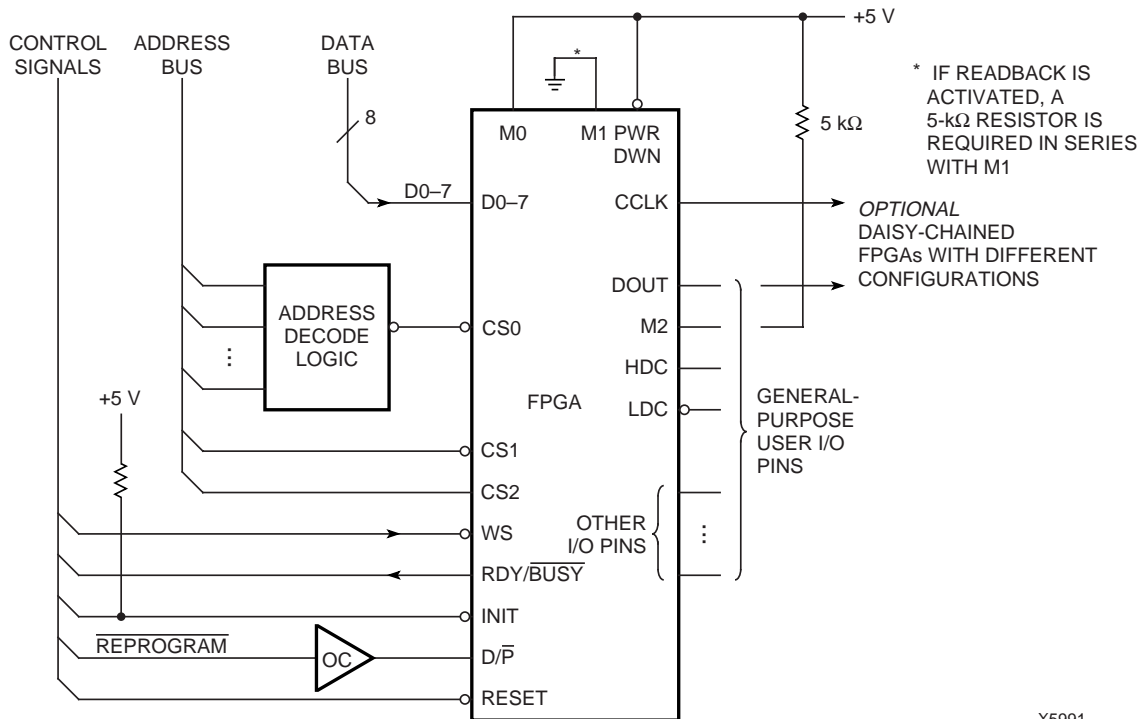 +5 V
CONTROL
SIGNALS
ADDRESS
BUS
DATA
BUS
*
* IF READBACK IS
ACTIVATED, A
5-kΩ RESISTOR IS
REQUIRED IN SERIES
WITH M1
8
M0
M1
PWR
DWN
5 kΩ
D0–7
D0–7
CCLK
OPTIONAL
DAISY-CHAINED
FPGAs WITH DIFFERENT
CONFIGURATIONS
DOUT
ADDRESS
DECODE
LOGIC
...
CS0
M2
HDC
+5 V
FPGA
LDC
GENERAL-
PURPOSE
USER I/O
PINS
CS1
CS2
OTHER
I/O PINS
...
WS
RDY/BUSY
INIT
REPROGRAM
OC
D/P
RESET
X5991